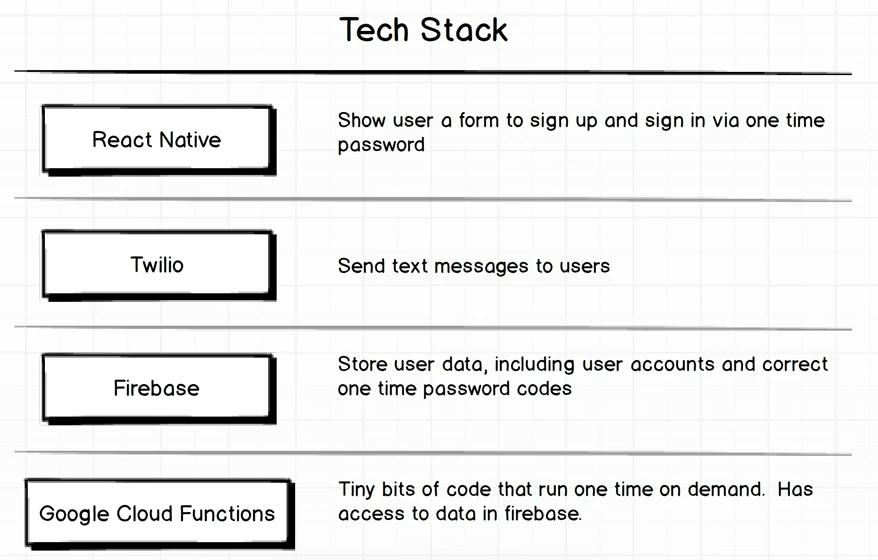 Tech Stack
React Native
Show user a form to sign up and sign in via one time
password
Twilio
Send text messages to users
Firebase
Store user data, including user accounts and correct
one time password codes
Google Cloud Functions
Tiny bits of code that run one time on demand.  Has
access to data in firebase.